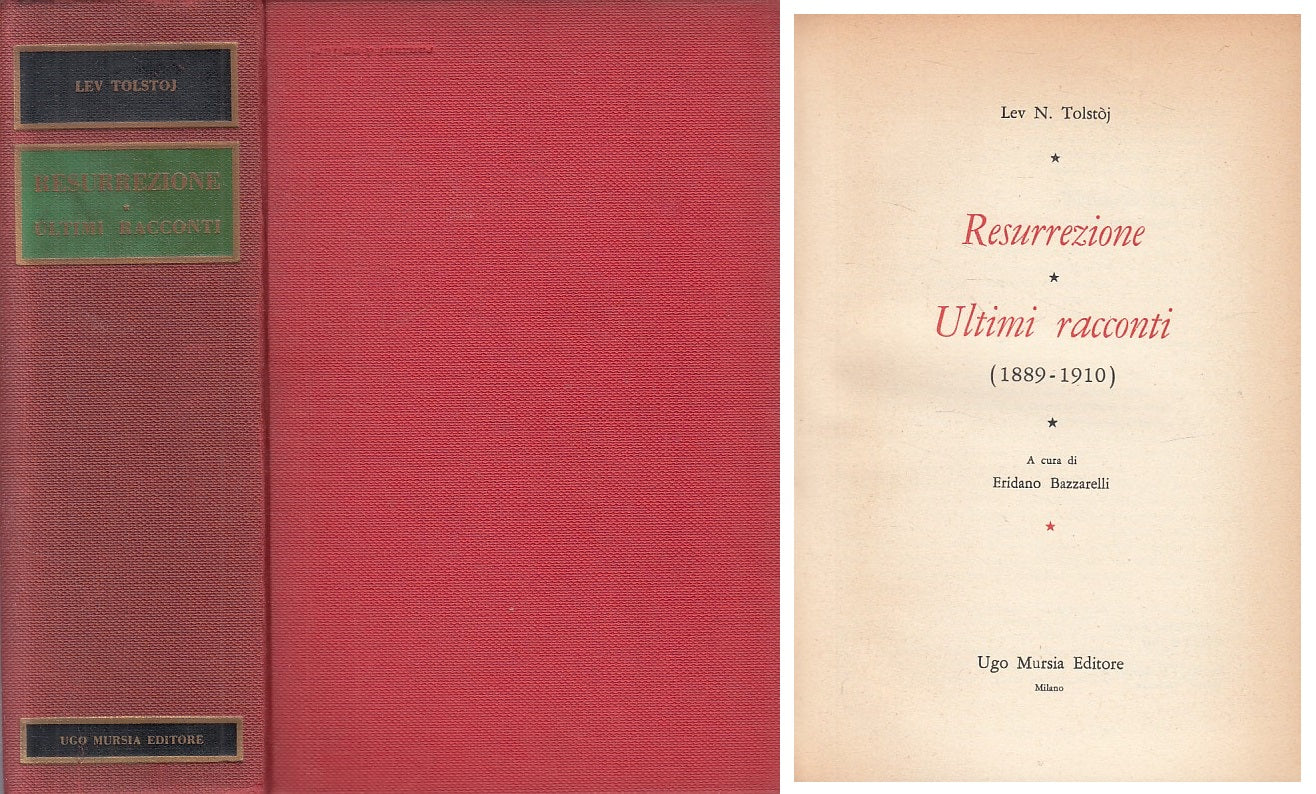 LEV TOLSTOJ
RESURREZIONE
★
ULTIMI RACCONTI
UGO MURSIA EDITORE
Lev N. Tolstòj
★
Resurrezione
★
Ultimi racconti
(1889-1910)
★
A cura di
Eridano Bazzarelli
★
Ugo Mursia Editore
Milano